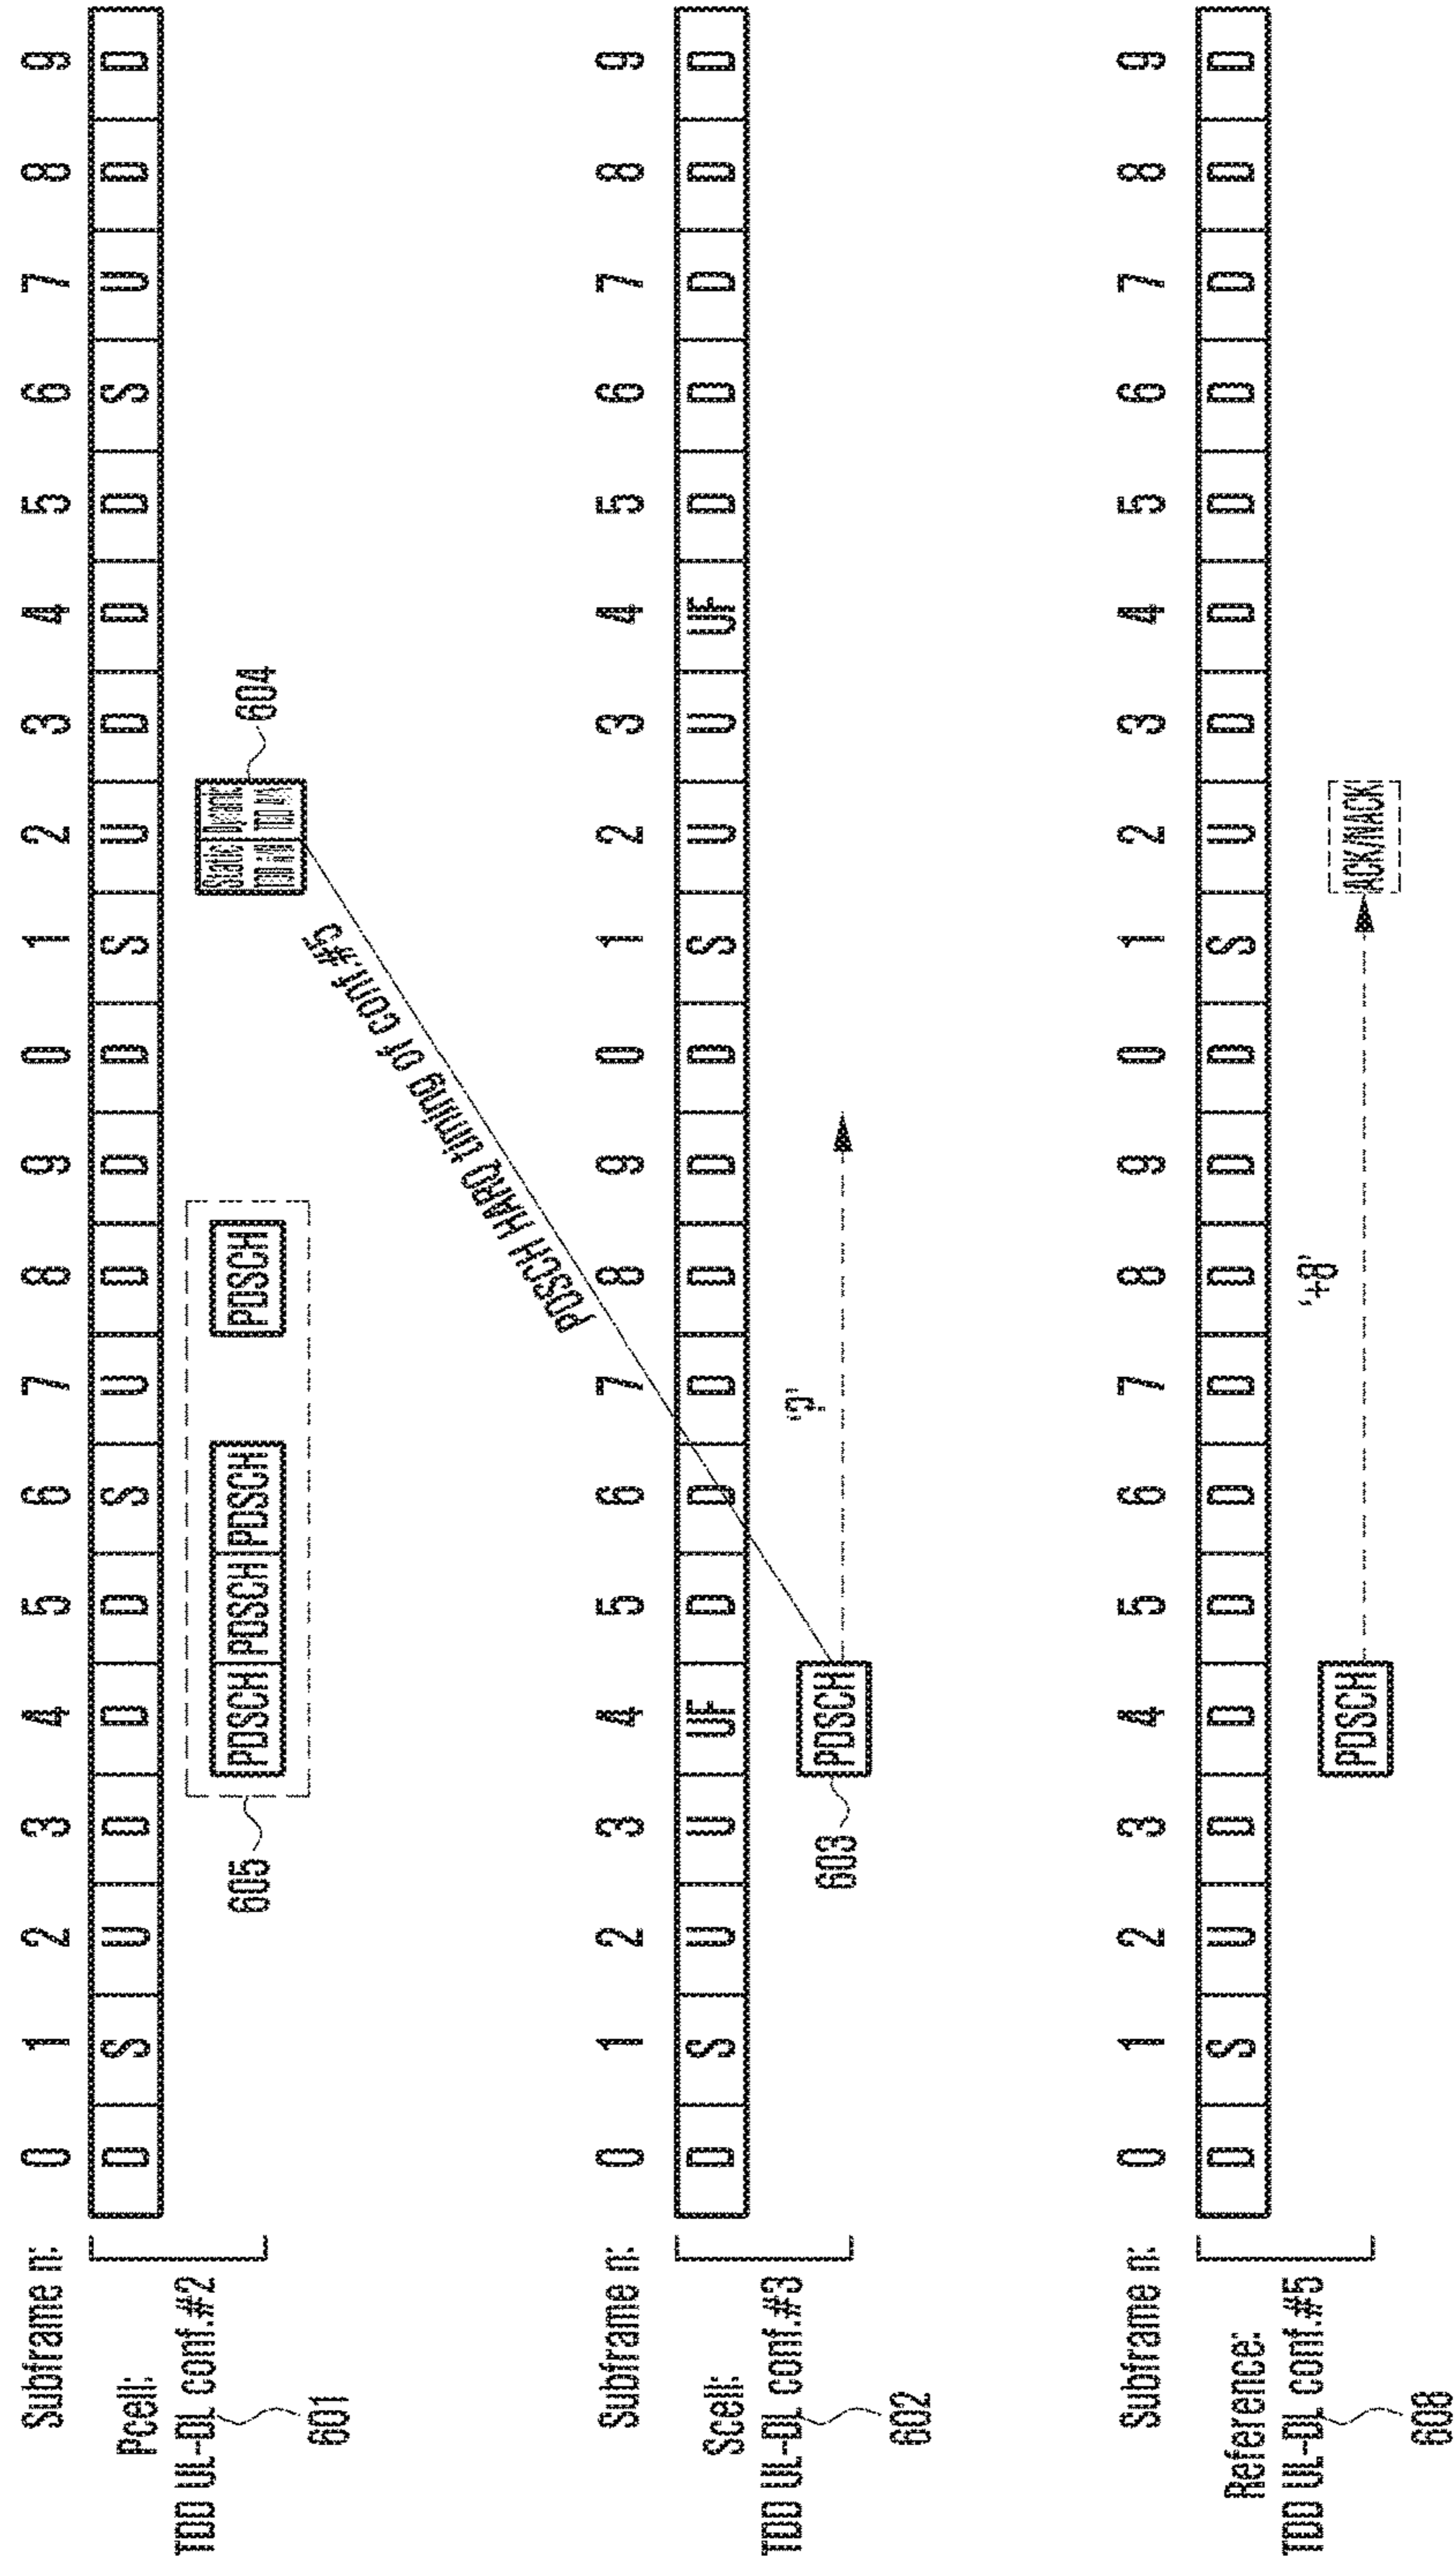 Subframe n: 0 1 2 3 4 5 6 7 8 9 0 1 2 3 4 5 6 7 8 9
Pcell:
TDD UL-DL conf.#2
601
D S U D D D S U D D D S U D D D S U D D
605
PDSCH PDSCH PDSCH PDSCH
Static Dynamic
604
PDSCH HARQ timing of conf.#5
Subframe n: 0 1 2 3 4 5 6 7 8 9 0 1 2 3 4 5 6 7 8 9
Scell:
TDD UL-DL conf.#3
602
D S U U UF D D D D D D S U U UF D D D D D
603
PDSCH
'?'
Subframe n: 0 1 2 3 4 5 6 7 8 9 0 1 2 3 4 5 6 7 8 9
Reference:
TDD UL-DL conf.#5
608
D S U D D D D D D D D S U D D D D D D D
'+8'
PDSCH
ACK/NACK